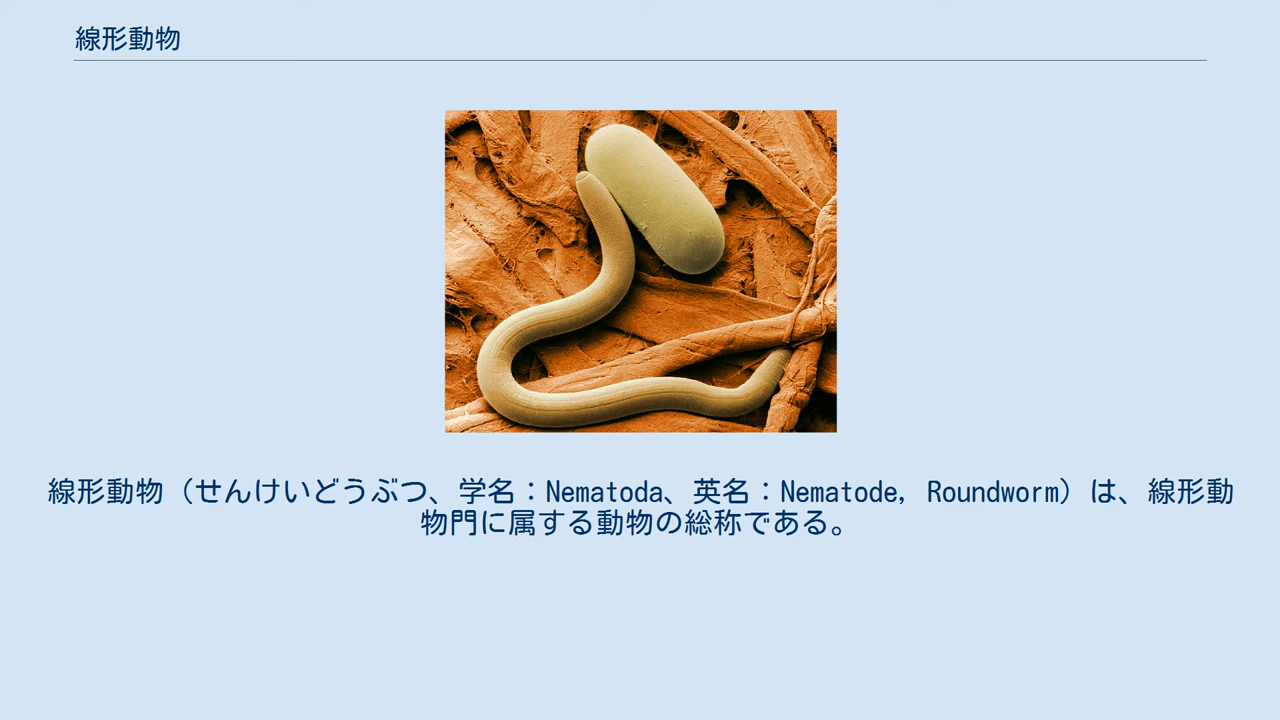 線形動物
線形動物（せんけいどうぶつ、学名：Nematoda、英名：Nematode, Roundworm）は、線形動
物門に属する動物の総称である。